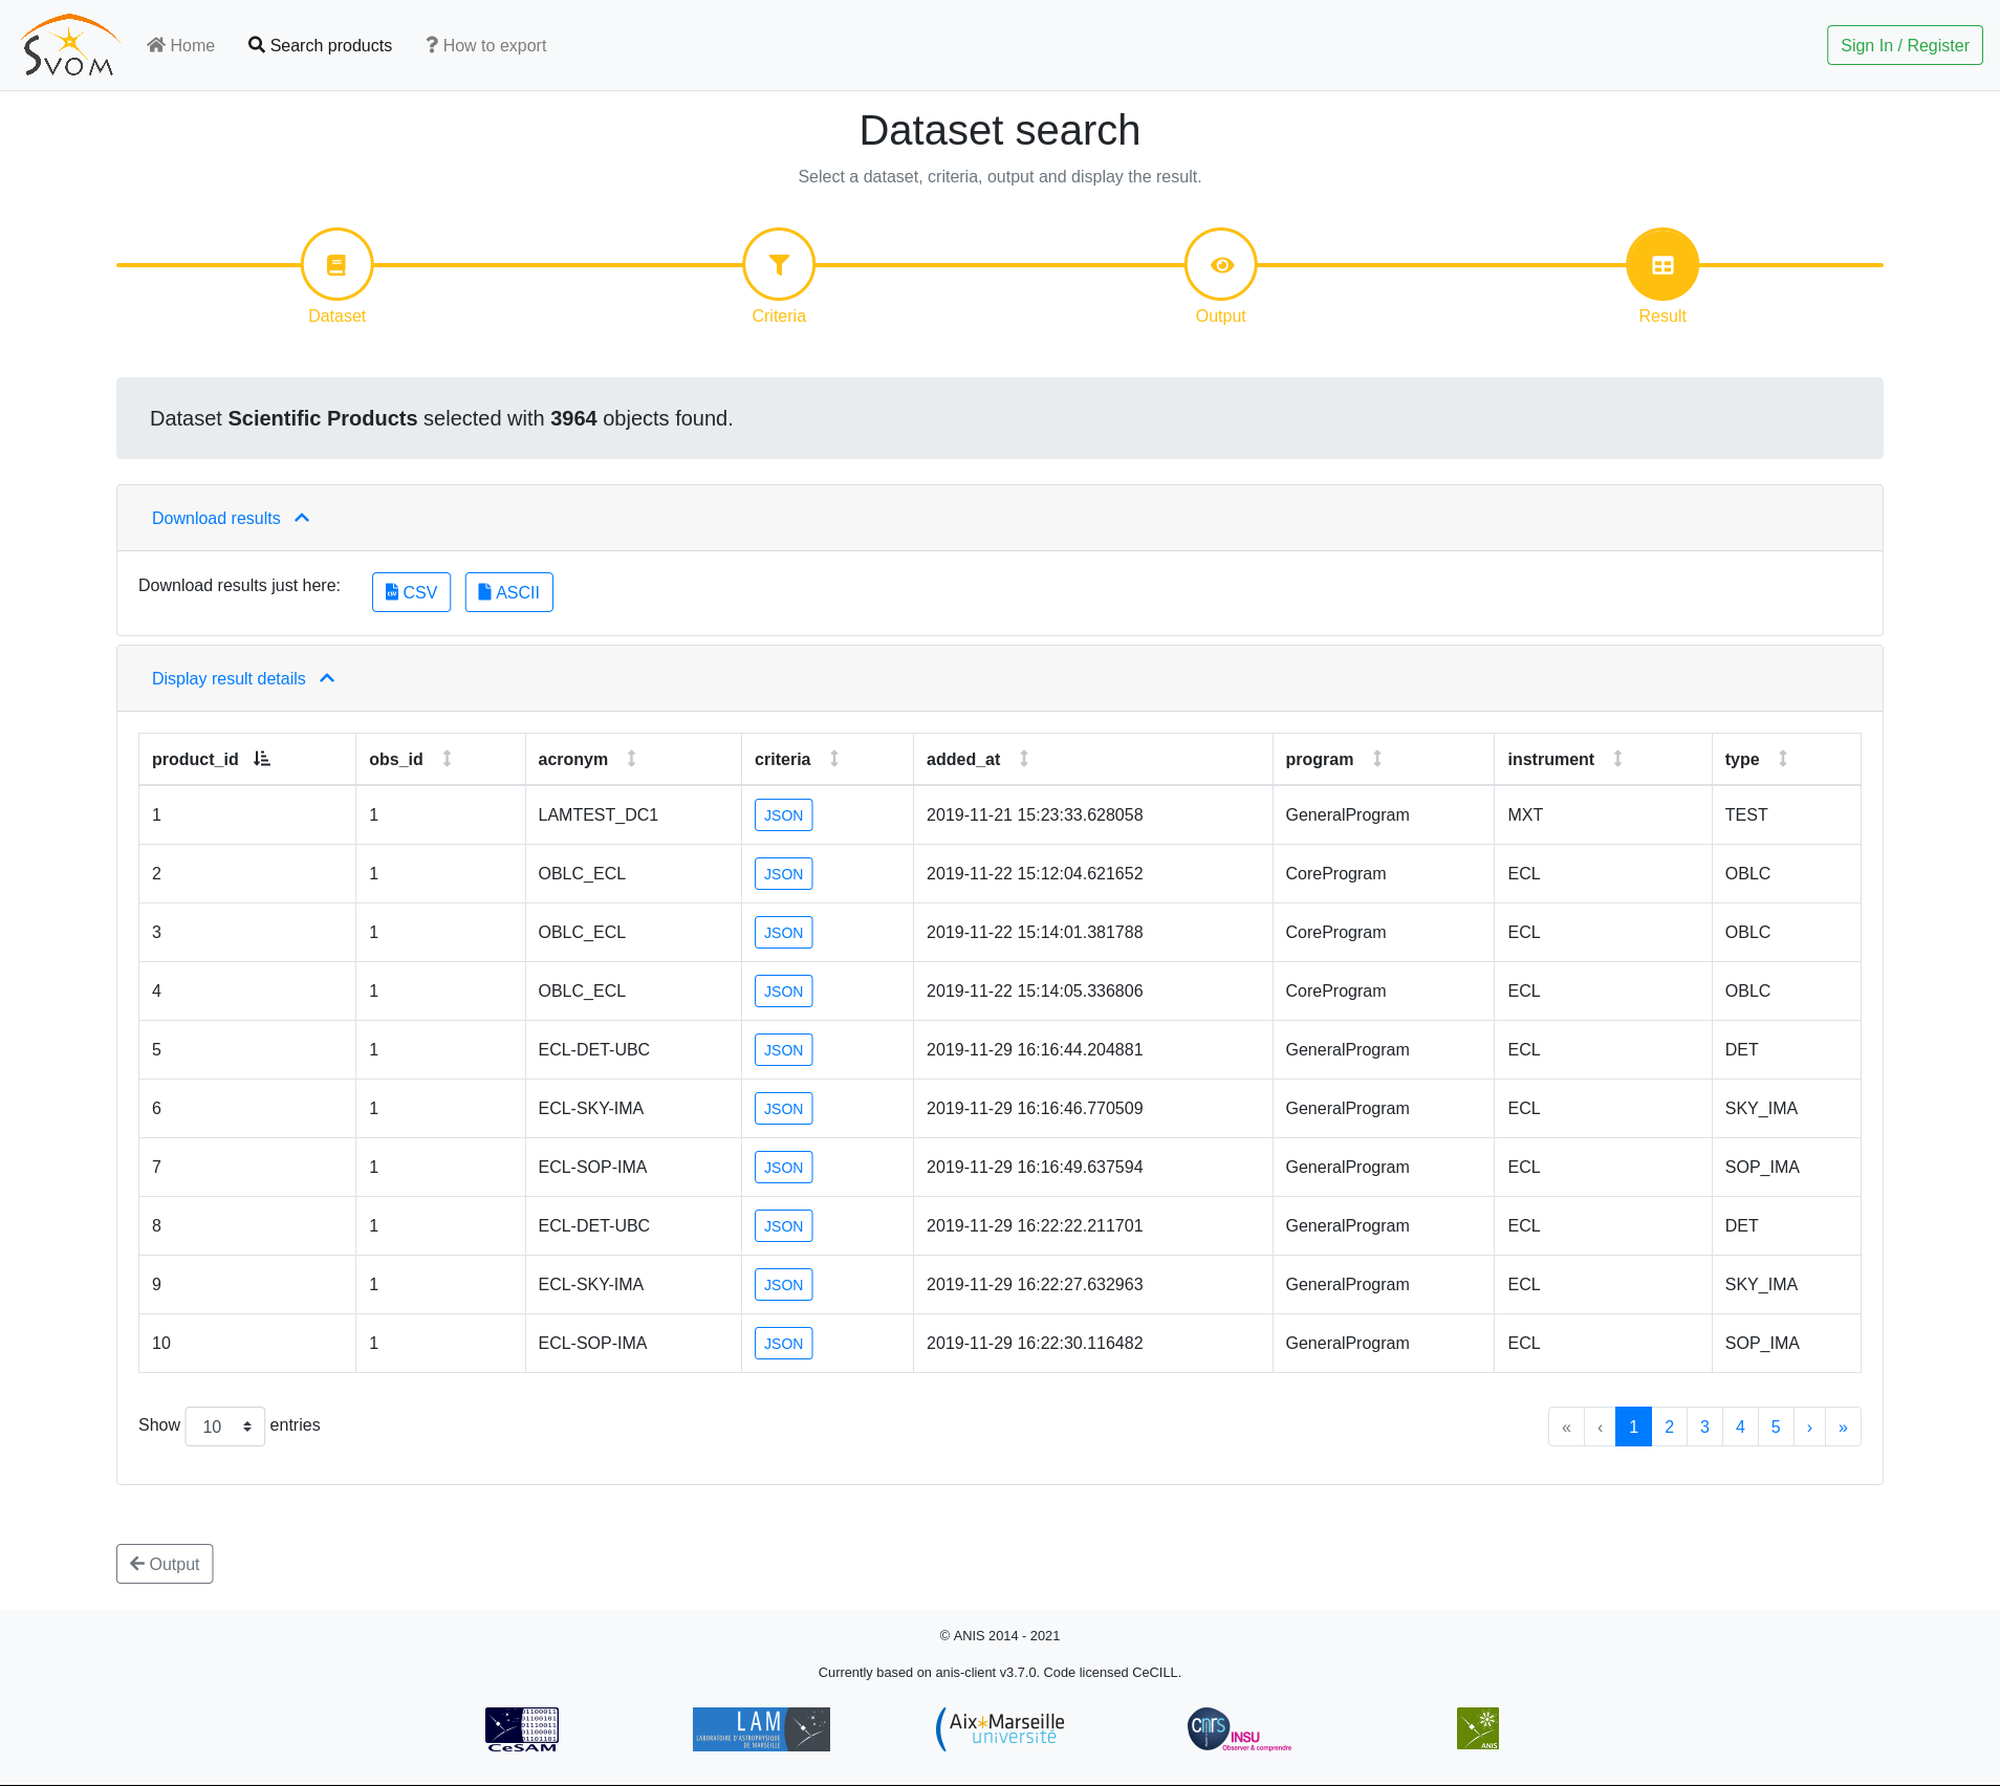 SVOM Home Search products How to export Sign In / Register
Dataset search
Select a dataset, criteria, output and display the result.
Dataset Criteria Output Result
Dataset Scientific Products selected with 3964 objects found.
Download results
Download results just here: CSV ASCII
Display result details
product_id obs_id acronym criteria added_at program instrument type
1 1 LAMTEST_DC1 JSON 2019-11-21 15:23:33.628058 GeneralProgram MXT TEST
2 1 OBLC_ECL JSON 2019-11-22 15:12:04.621652 CoreProgram ECL OBLC
3 1 OBLC_ECL JSON 2019-11-22 15:14:01.381788 CoreProgram ECL OBLC
4 1 OBLC_ECL JSON 2019-11-22 15:14:05.336806 CoreProgram ECL OBLC
5 1 ECL-DET-UBC JSON 2019-11-29 16:16:44.204881 GeneralProgram ECL DET
6 1 ECL-SKY-IMA JSON 2019-11-29 16:16:46.770509 GeneralProgram ECL SKY_IMA
7 1 ECL-SOP-IMA JSON 2019-11-29 16:16:49.637594 GeneralProgram ECL SOP_IMA
8 1 ECL-DET-UBC JSON 2019-11-29 16:22:22.211701 GeneralProgram ECL DET
9 1 ECL-SKY-IMA JSON 2019-11-29 16:22:27.632963 GeneralProgram ECL SKY_IMA
10 1 ECL-SOP-IMA JSON 2019-11-29 16:22:30.116482 GeneralProgram ECL SOP_IMA
Show 10 entries « ‹ 1 2 3 4 5 › »
Output
© ANIS 2014 - 2021
Currently based on anis-client v3.7.0. Code licensed CeCILL.
CeSAM
LAM
LABORATOIRE D'ASTROPHYSIQUE
DE MARSEILLE
Aix*Marseille
université
cnrs INSU
Observer & comprendre
ANIS